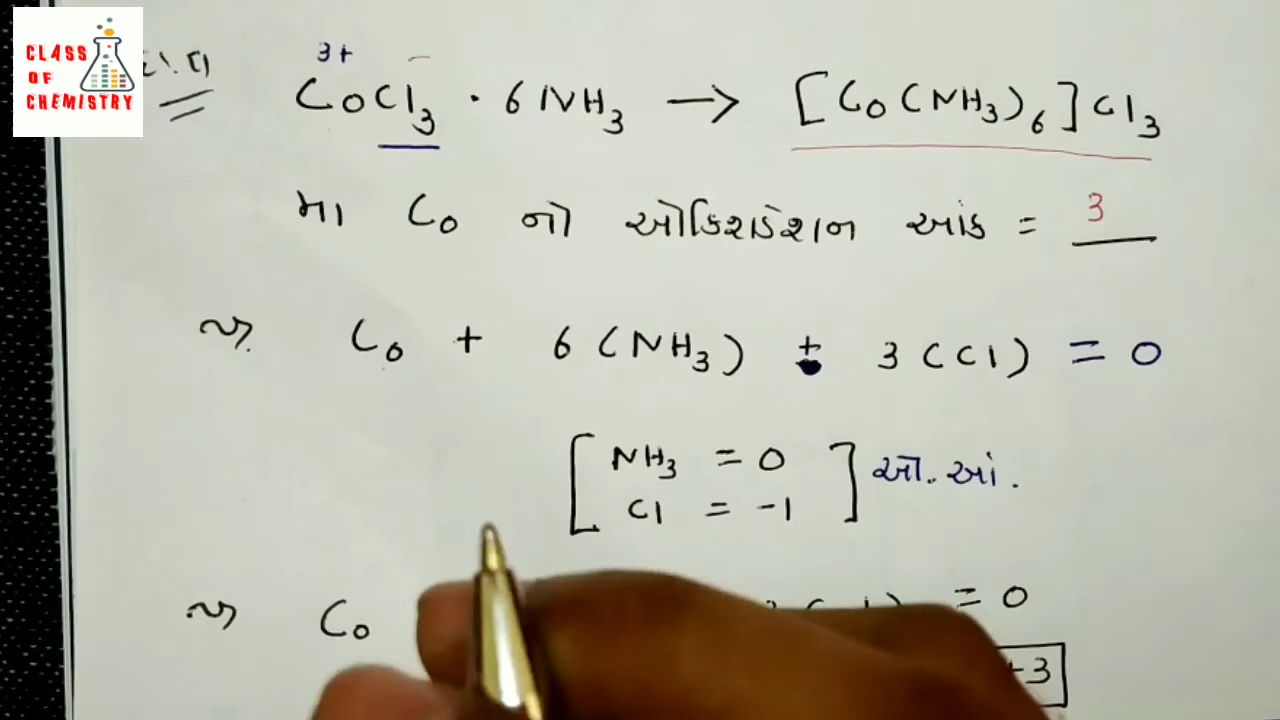 CLASS
OF
CHEMISTRY
3+ -
CoCl3 · 6NH3 → [Co(NH3)6]Cl3
માં Co નો ઓક્સિડેશન આંક = 3
Co + 6(NH3) + 3(Cl) = 0
[NH3 = 0
Cl = -1] ઓ. આં.
Co = 0
+3